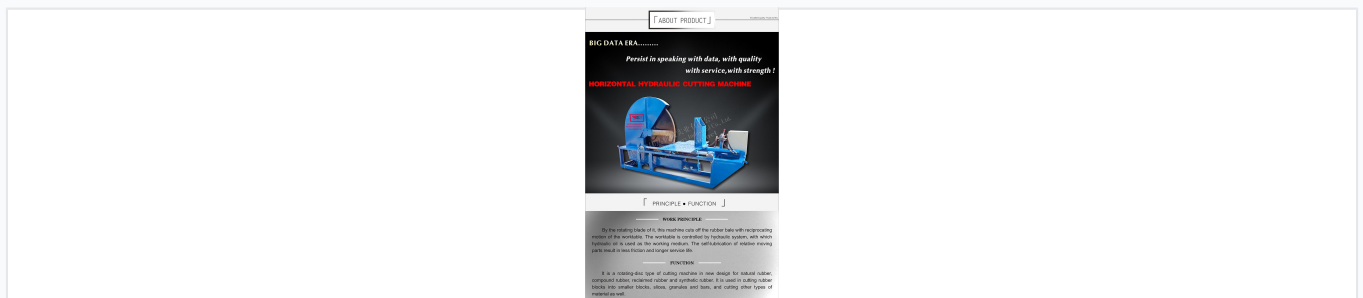 「ABOUT PRODUCT」
BIG DATA ERA.........
Persist in speaking with data, with quality
with service,with strength !
HORIZONTAL HYDRAULIC CUTTING MACHINE
「 PRINCIPLE ● FUNCTION 」
WORK PRINCIPLE
By the rotating blade of it, this machine cuts off the rubber bale with reciprocating
motion of the worktable. The worktable is controlled by hydraulic system, with which
hydraulic oil is used as the working medium. The self-lubrication of relative moving
parts result in less friction and longer service life.
FUNCTION
It is a rotating-disc type of cutting machine in new design for natural rubber,
compound rubber, reclaimed rubber and synthetic rubber. It is used in cutting rubber
blocks into smaller blocks, slices, granules and bars, and cutting other types of
material as well.